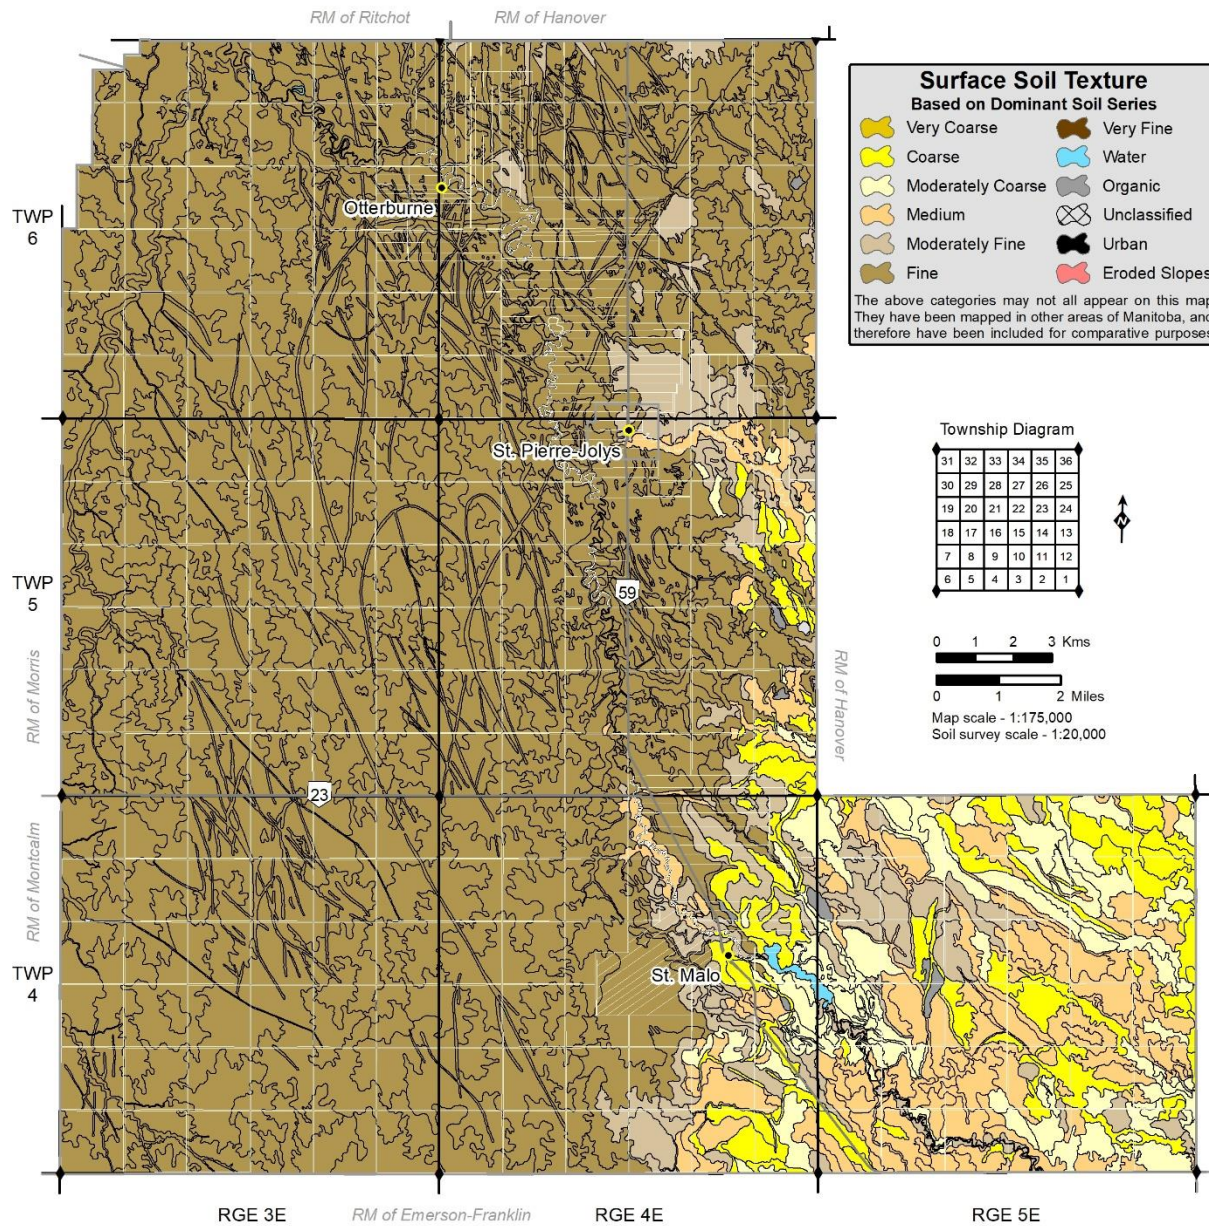 RM of Ritchot
RM of Hanover
Surface Soil Texture
Based on Dominant Soil Series
Very Coarse
Very Fine
Coarse
Water
Moderately Coarse
Organic
Medium
Unclassified
Moderately Fine
Urban
Fine
Eroded Slopes
The above categories may not all appear on this map
They have been mapped in other areas of Manitoba, and
therefore have been included for comparative purposes
TWP
6
Otterburne
St. Pierre-Jolys
Township Diagram
31 32 33 34 35 36
30 29 28 27 26 25
19 20 21 22 23 24
18 17 16 15 14 13
7 8 9 10 11 12
6 5 4 3 2 1
N
TWP
5
59
0 1 2 3 Kms
0 1 2 Miles
Map scale - 1:175,000
Soil survey scale - 1:20,000
RM of Morris
RM of Hanover
23
RM of Montcalm
TWP
4
St. Malo
RGE 3E
RM of Emerson-Franklin
RGE 4E
RGE 5E